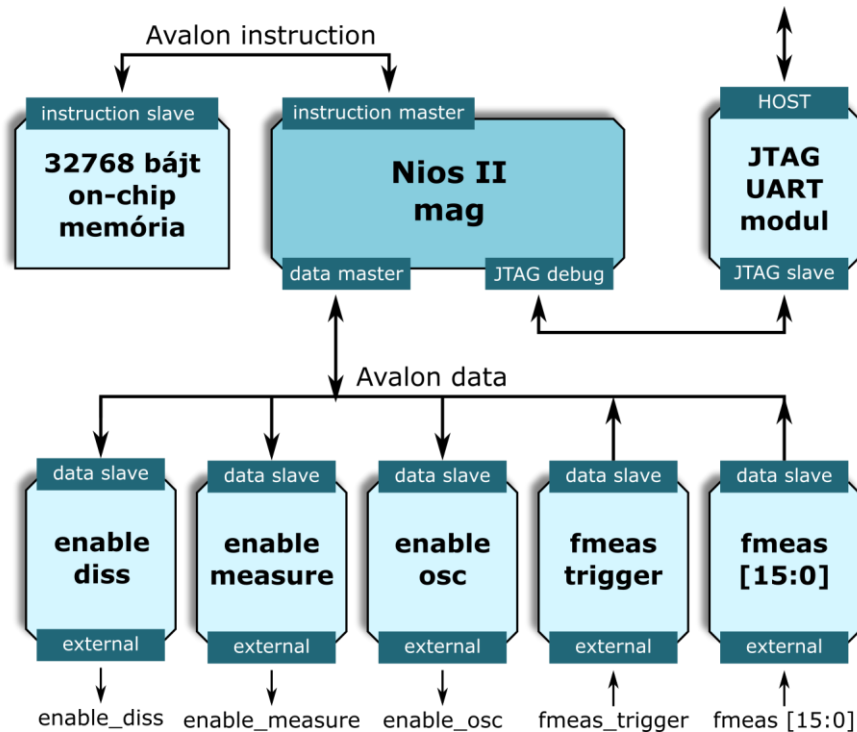 Avalon instruction
instruction slave
32768 bájt
on-chip
memória
instruction master
Nios II
mag
data master
JTAG debug
HOST
JTAG
UART
modul
JTAG slave
Avalon data
data slave
enable
diss
external
enable_diss
data slave
enable
measure
external
enable_measure
data slave
enable
osc
external
enable_osc
data slave
fmeas
trigger
external
fmeas_trigger
data slave
fmeas
[15:0]
external
fmeas [15:0]